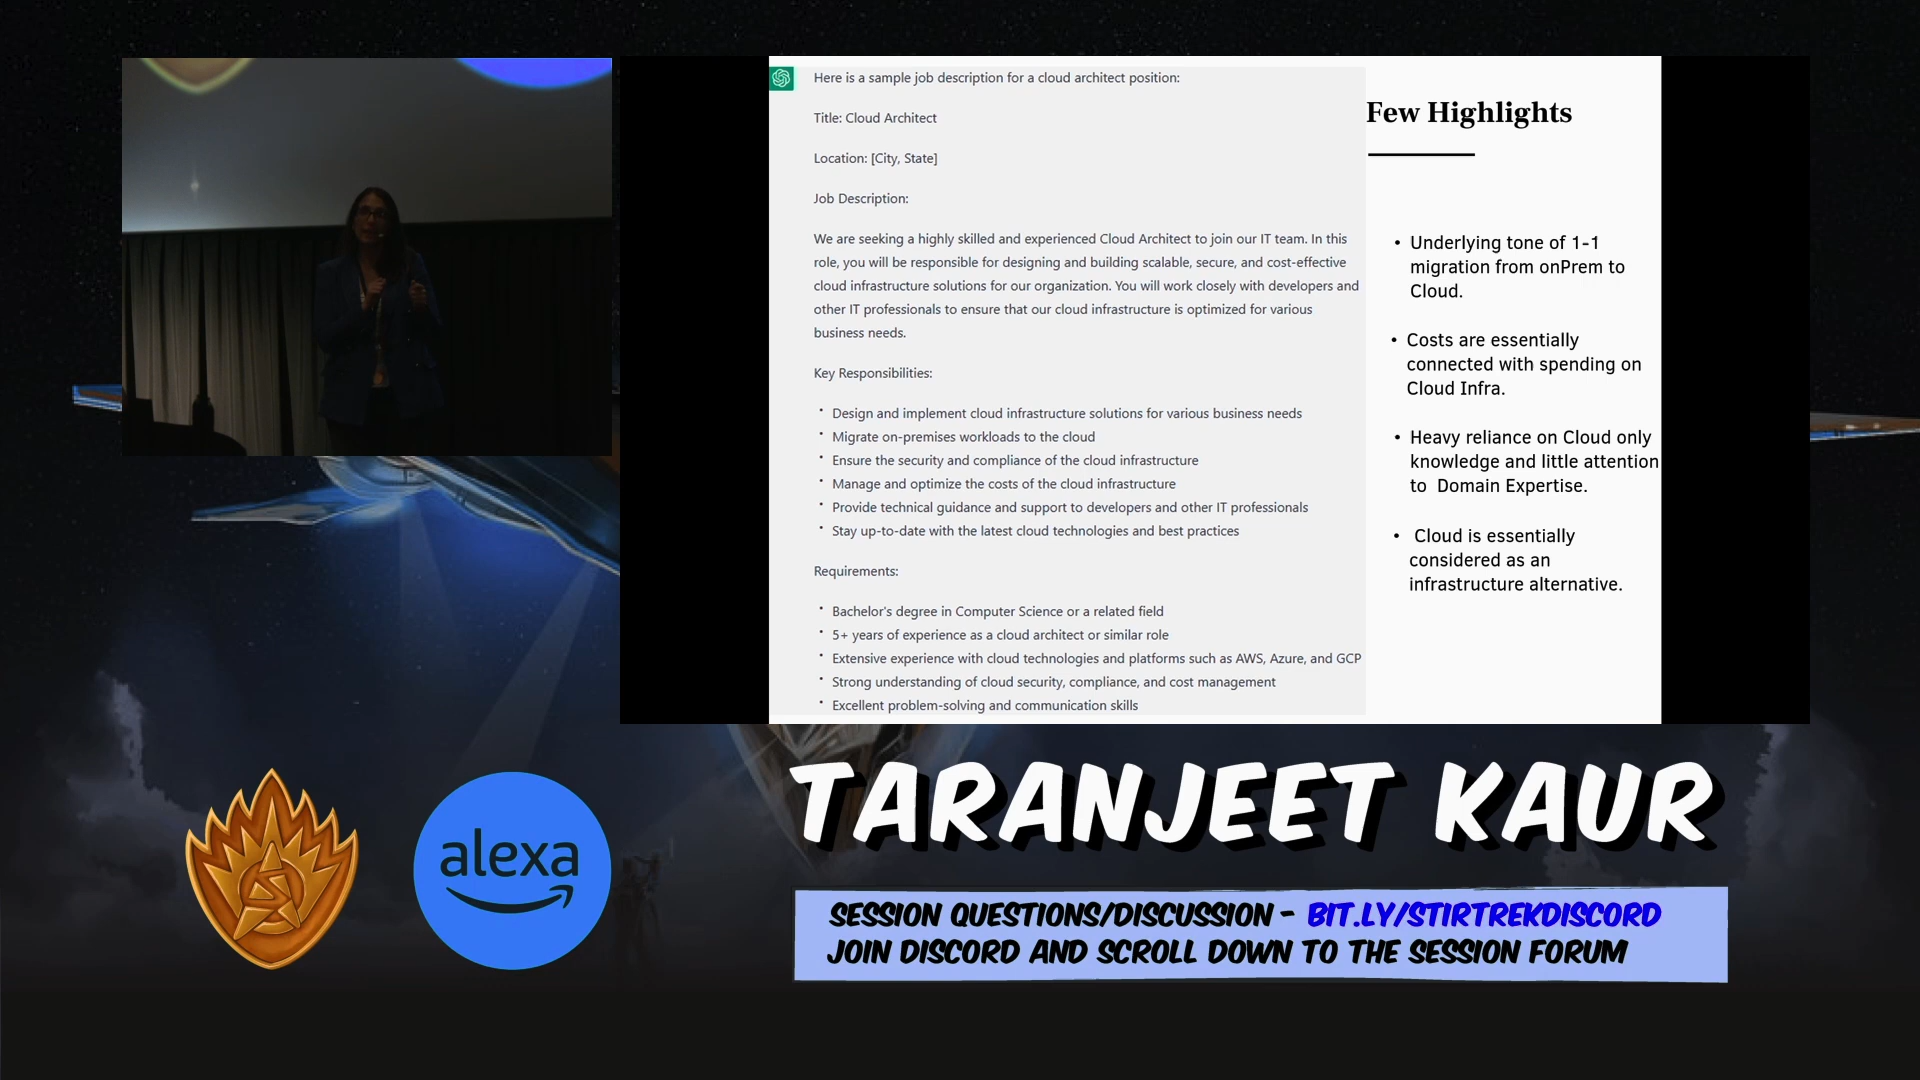 Here is a sample job description for a cloud architect position:
Title: Cloud Architect
Location: [City, State]
Job Description:
We are seeking a highly skilled and experienced Cloud Architect to join our IT team. In this
role, you will be responsible for designing and building scalable, secure, and cost-effective
cloud infrastructure solutions for our organization. You will work closely with developers and
other IT professionals to ensure that our cloud infrastructure is optimized for various
business needs.
Key Responsibilities:
• Design and implement cloud infrastructure solutions for various business needs
• Migrate on-premises workloads to the cloud
• Ensure the security and compliance of the cloud infrastructure
• Manage and optimize the costs of the cloud infrastructure
• Provide technical guidance and support to developers and other IT professionals
• Stay up-to-date with the latest cloud technologies and best practices
Requirements:
• Bachelor's degree in Computer Science or a related field
• 5+ years of experience as a cloud architect or similar role
• Extensive experience with cloud technologies and platforms such as AWS, Azure, and GCP
• Strong understanding of cloud security, compliance, and cost management
• Excellent problem-solving and communication skills
Few Highlights
• Underlying tone of 1-1
migration from onPrem to
Cloud.
• Costs are essentially
connected with spending on
Cloud Infra.
• Heavy reliance on Cloud only
knowledge and little attention
to Domain Expertise.
• Cloud is essentially
considered as an
infrastructure alternative.
alexa
TARANJEET KAUR
SESSION QUESTIONS/DISCUSSION - BIT.LY/STIRTREKDISCORD
JOIN DISCORD AND SCROLL DOWN TO THE SESSION FORUM